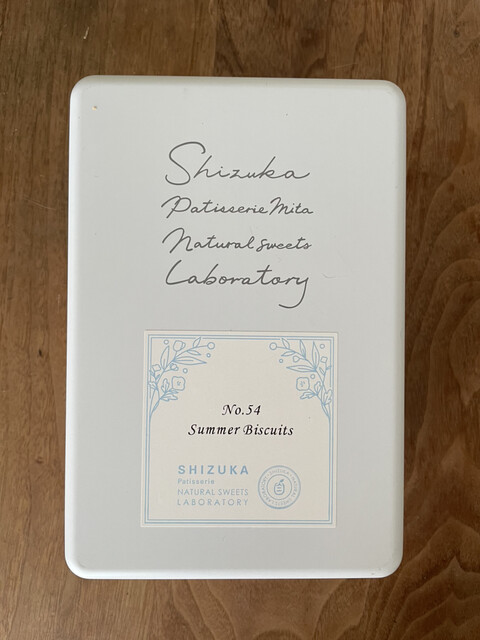 Shizuka
Patisserie Mita
Natural sweets
Laboratory
No.54
Summer Biscuits
SHIZUKA
Patisserie
NATURAL SWEETS
LABORATORY